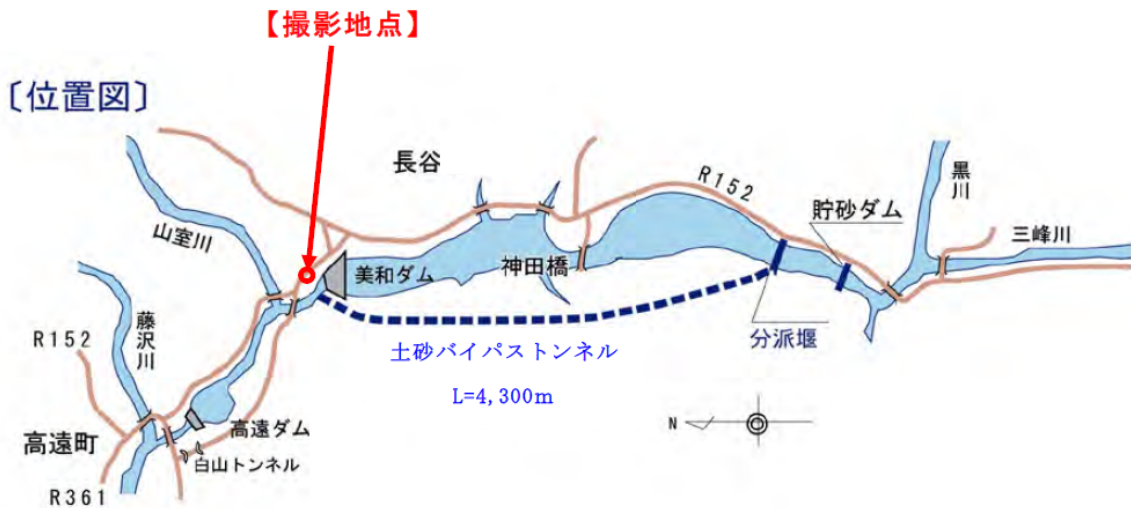 【撮影地点】
〔位置図〕
長谷
R152
黒川
貯砂ダム
三峰川
山室川
美和ダム
神田橋
藤沢川
R152
土砂バイパストンネル
分派堰
L=4,300m
N
高遠町
高遠ダム
白山トンネル
R361